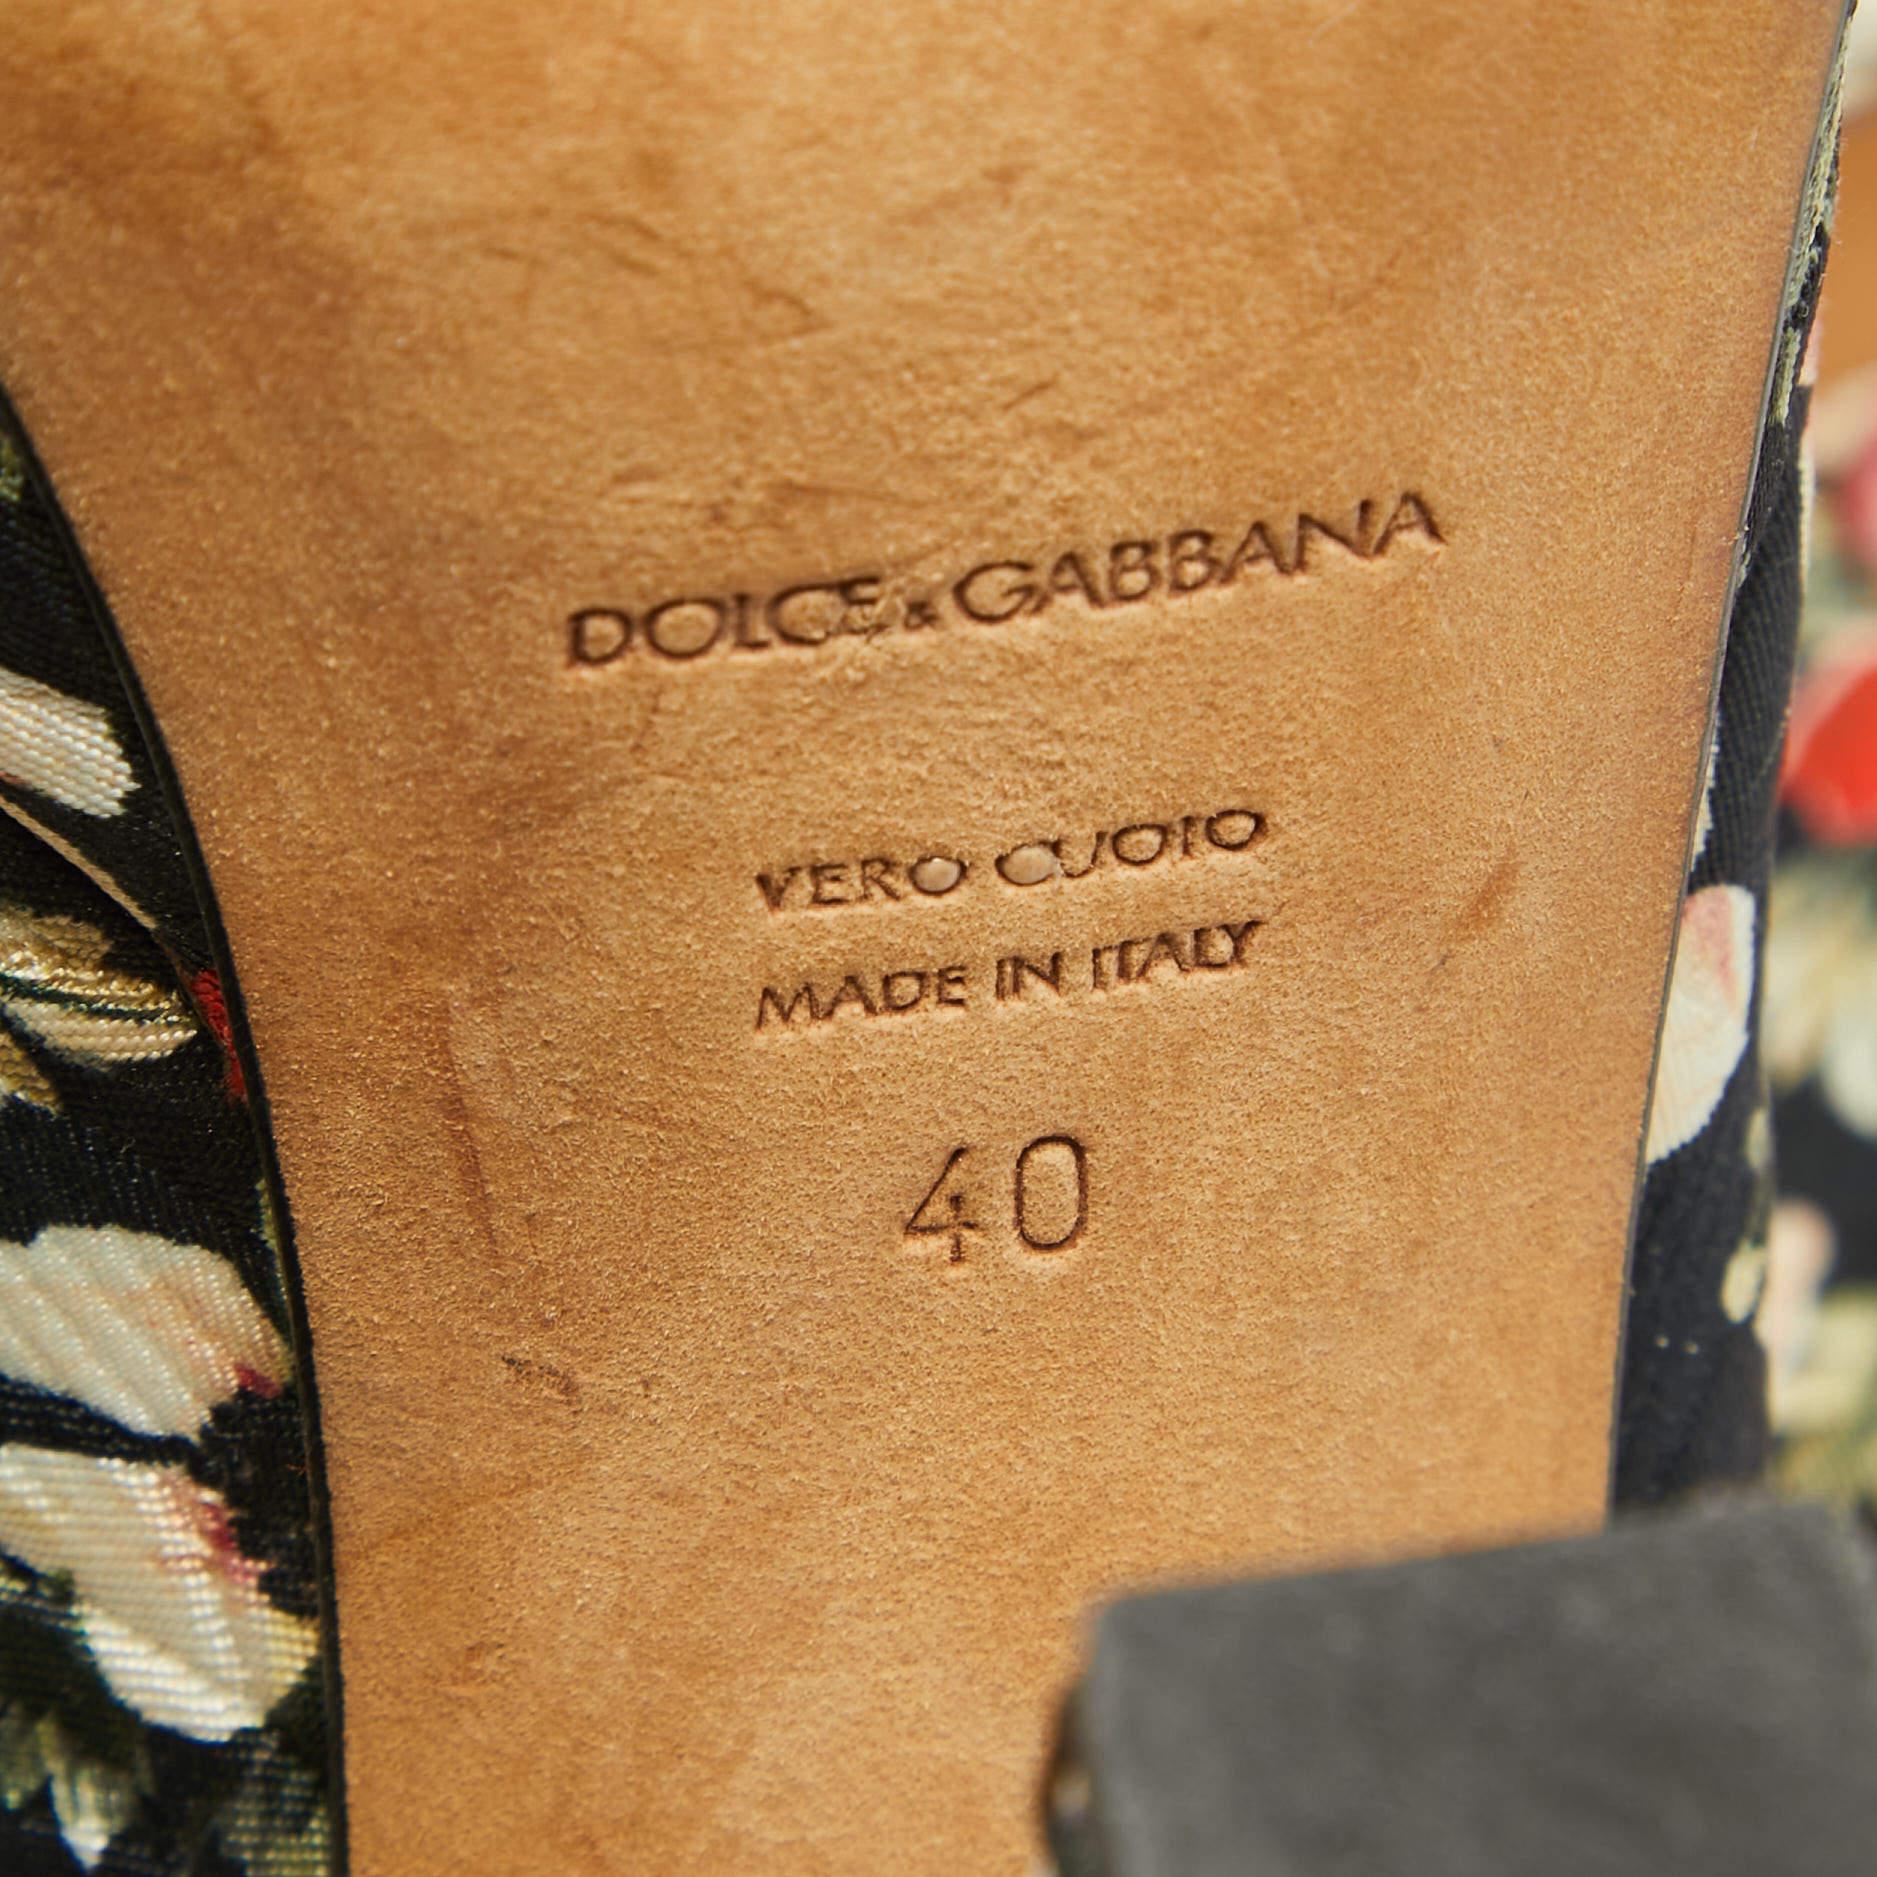 DOLCE & GABBANA
VERO CUOIO
MADE IN ITALY
40